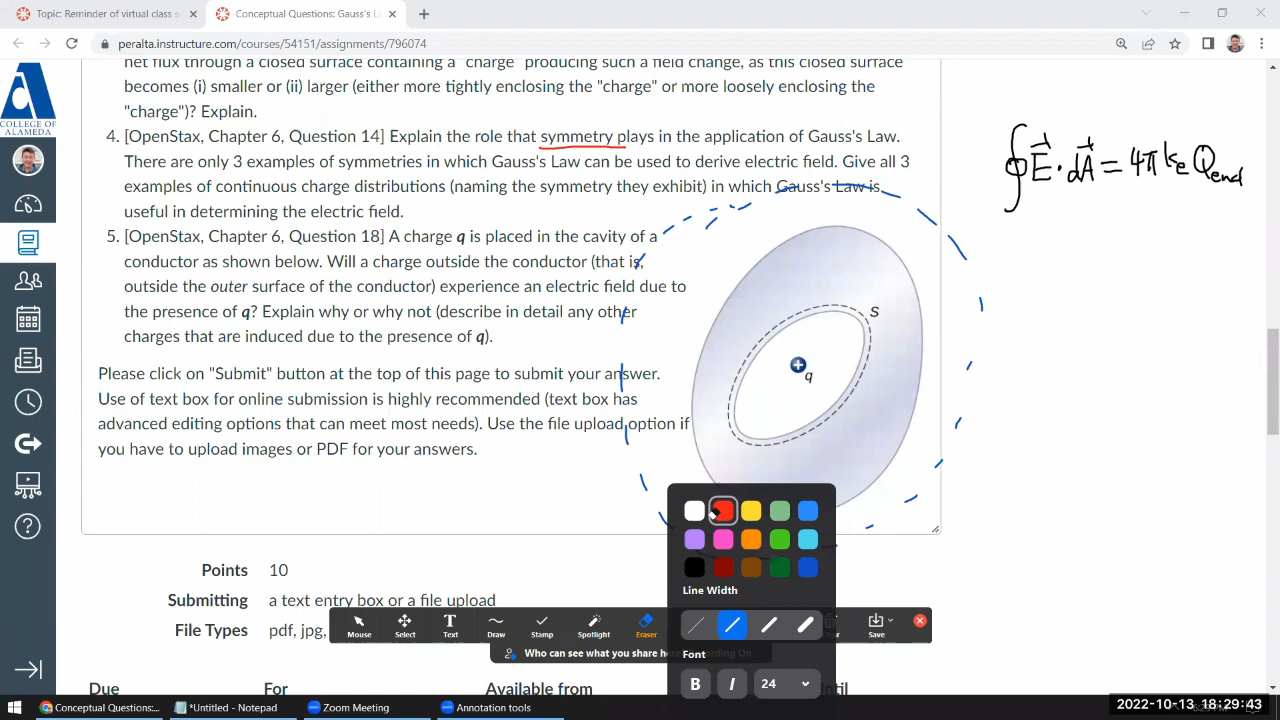 Topic: Reminder of virtual class s
Conceptual Questions: Gauss's L
peralta.instructure.com/courses/54151/assignments/796074
COLLEGE OF
ALAMEDA
net flux through a closed surface containing a "charge" producing such a field change, as this closed surface
becomes (i) smaller or (ii) larger (either more tightly enclosing the "charge" or more loosely enclosing the
"charge")? Explain.
4. [OpenStax, Chapter 6, Question 14] Explain the role that symmetry plays in the application of Gauss's Law.
There are only 3 examples of symmetries in which Gauss's Law can be used to derive electric field. Give all 3
examples of continuous charge distributions (naming the symmetry they exhibit) in which Gauss's Law is
useful in determining the electric field.
5. [OpenStax, Chapter 6, Question 18] A charge q is placed in the cavity of a
conductor as shown below. Will a charge outside the conductor (that is,
outside the outer surface of the conductor) experience an electric field due to
the presence of q? Explain why or why not (describe in detail any other
charges that are induced due to the presence of q).
Please click on "Submit" button at the top of this page to submit your answer.
Use of text box for online submission is highly recommended (text box has
advanced editing options that can meet most needs). Use the file upload option if
you have to upload images or PDF for your answers.
S
+
q
∮E⃗·dA⃗ = 4π ke Qencl
Points 10
Submitting a text entry box or a file upload
File Types pdf, jpg,
Due For Available from Until
Mouse Select Text Draw Stamp Spotlight Eraser Save
Who can see what you share here? Recording On
Line Width
Font
B I 24
Conceptual Questions:... *Untitled - Notepad Zoom Meeting Annotation tools
2022-10-13 18:29:43